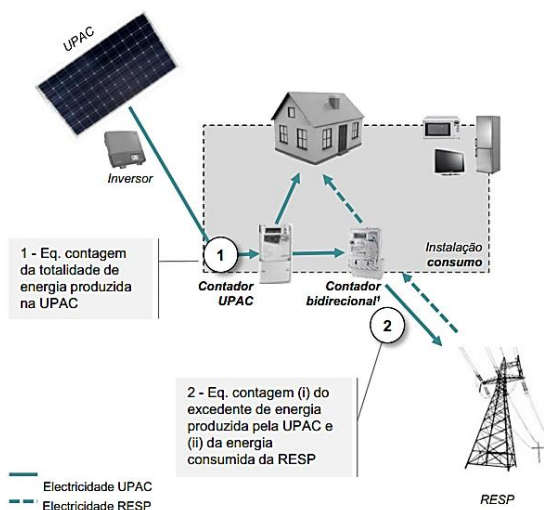 UPAC
Inversor
1 - Eq. contagem
da totalidade de
energia produzida
na UPAC
1
Contador
UPAC
Contador
bidirecional¹
Instalação
consumo
2
2 - Eq. contagem (i) do
excedente de energia
produzida pela UPAC e
(ii) da energia
consumida da RESP
RESP
Electricidade UPAC
Electricidade RESP